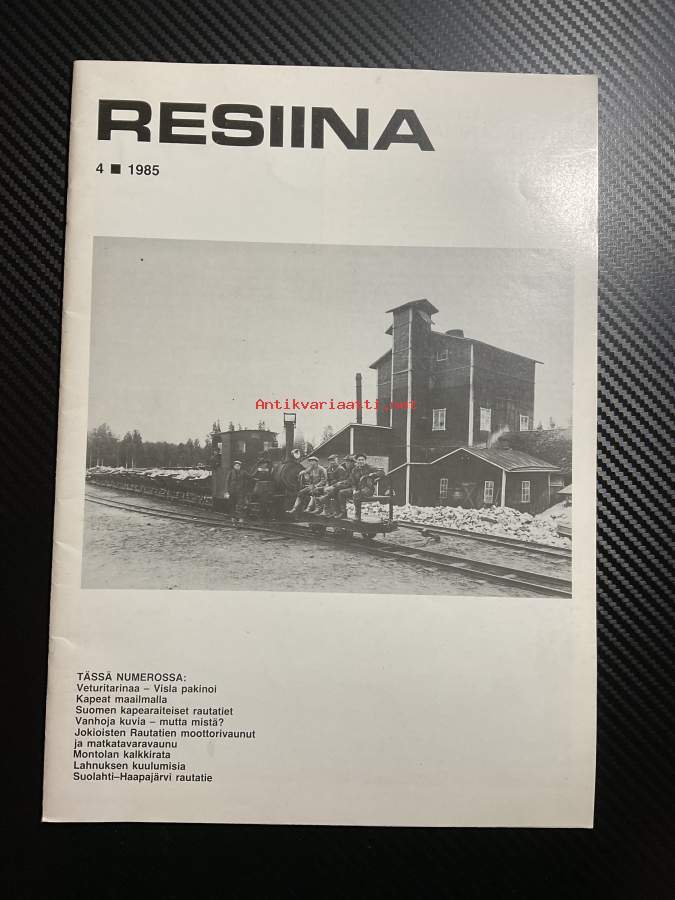 RESIINA
4 ■ 1985
Antikvariaatti.net
TÄSSÄ NUMEROSSA:
Veturitarinaa – Visla pakinoi
Kapeat maailmalla
Suomen kapearaiteiset rautatiet
Vanhoja kuvia – mutta mistä?
Jokioisten Rautatien moottorivaunut
ja matkatavaravaunu
Montolan kalkkirata
Lahnuksen kuulumisia
Suolahti–Haapajärvi rautatie